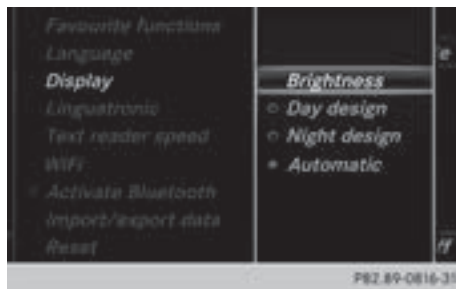 Favourite functions
Language
Display
Linguatronic
Text reader speed
WiFi
Activate Bluetooth
Import/export data
Reset
Brightness
Day design
Night design
Automatic
e
ff
P82.89-0816-31